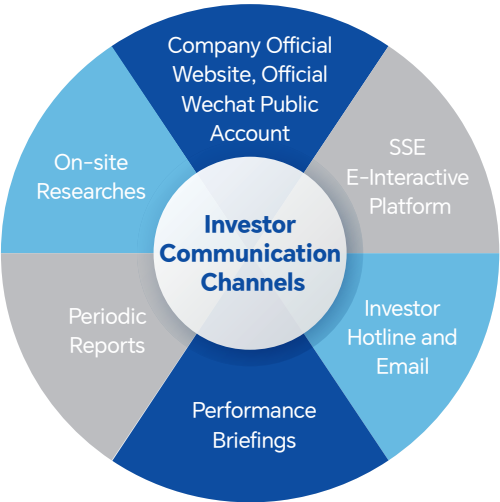 Company Official
Website, Official
Wechat Public
Account
SSE
E-Interactive
Platform
Investor
Hotline and
Email
Performance
Briefings
Periodic
Reports
On-site
Researches
Investor
Communication
Channels